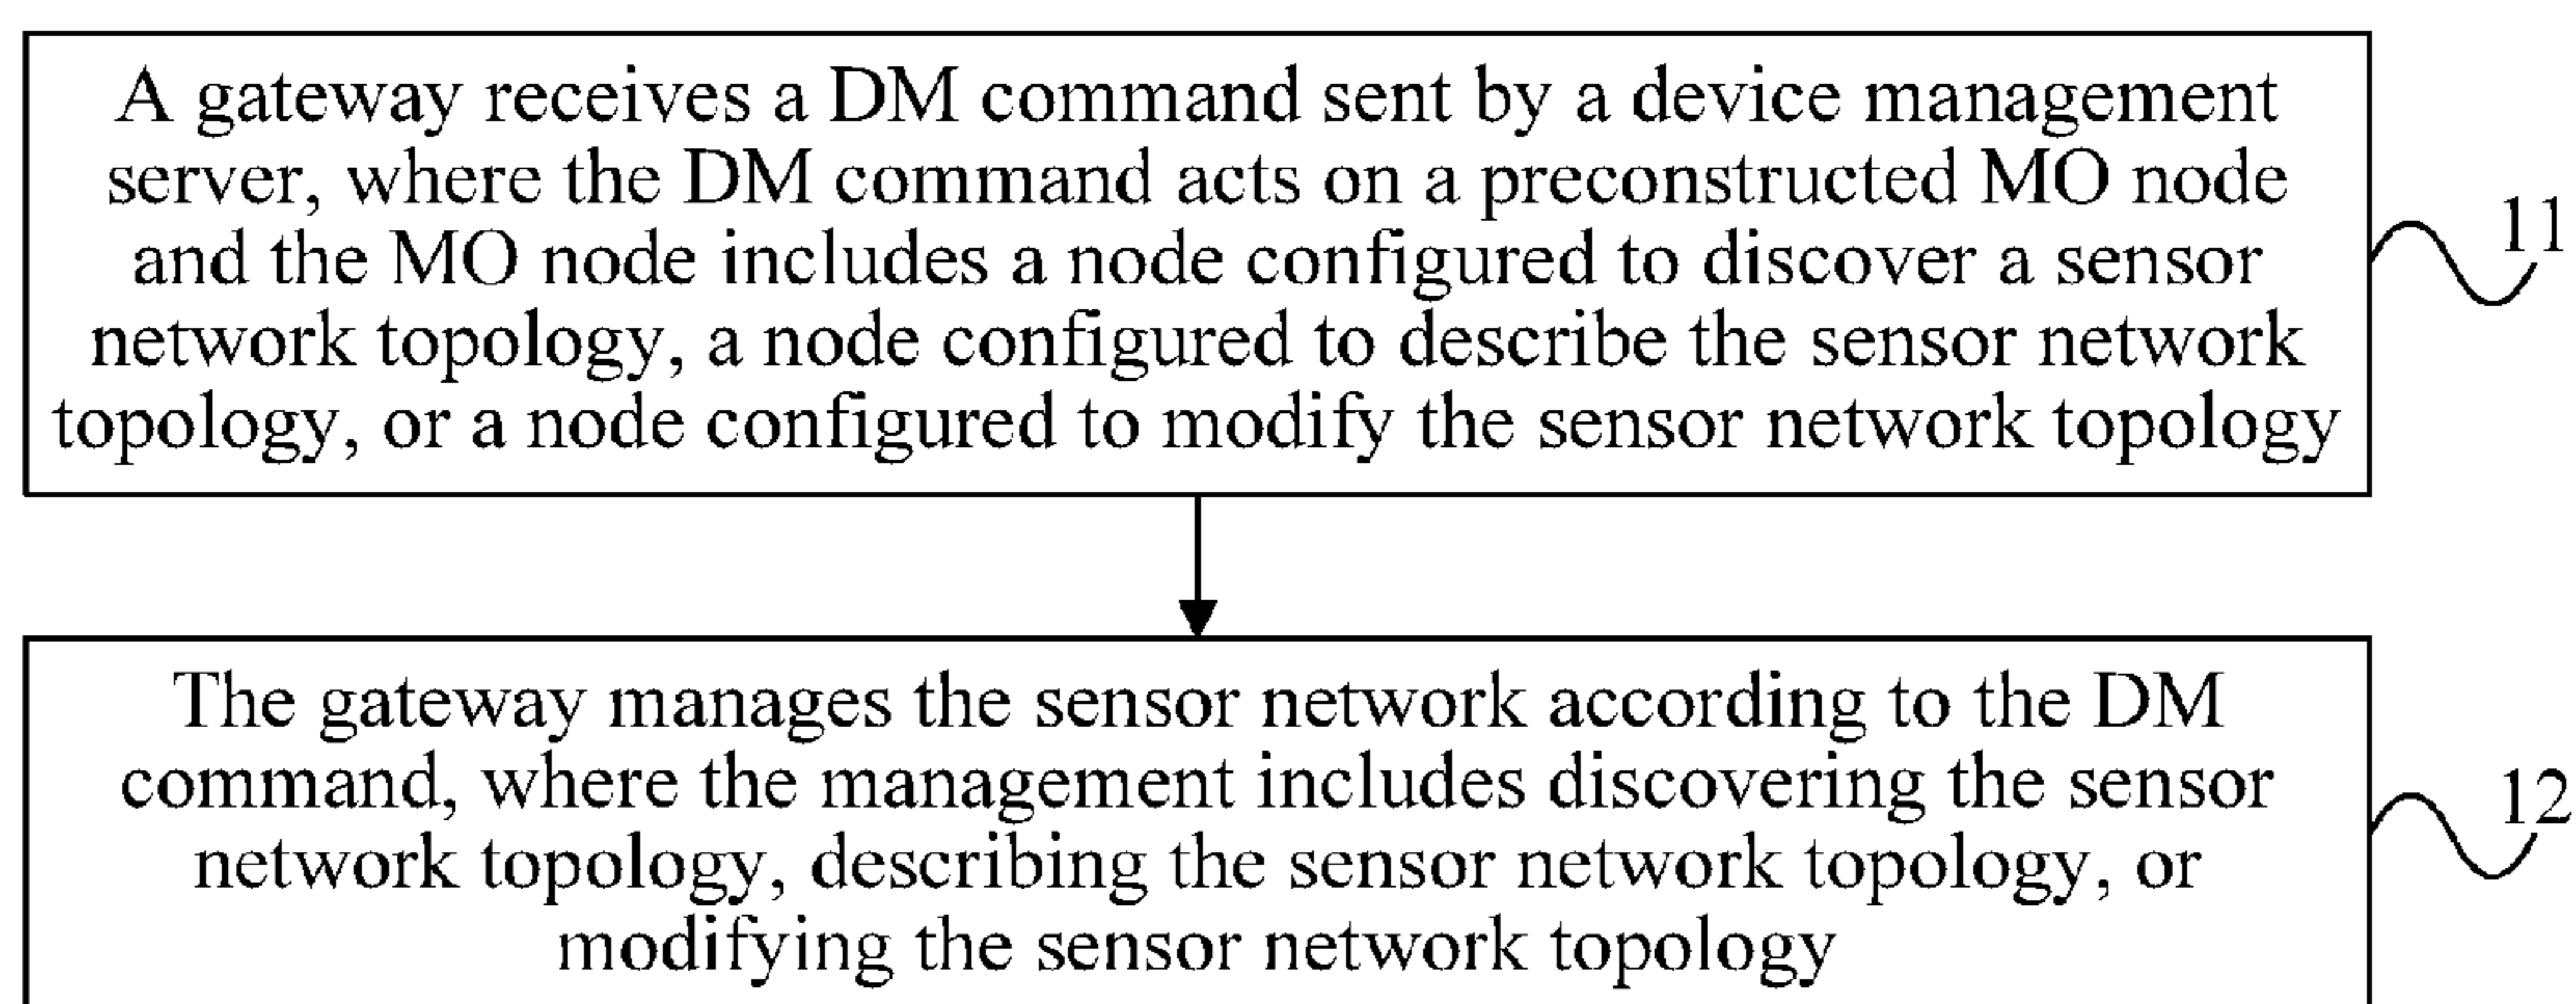 A gateway receives a DM command sent by a device management
server, where the DM command acts on a preconstructed MO node
and the MO node includes a node configured to discover a sensor
network topology, a node configured to describe the sensor network
topology, or a node configured to modify the sensor network topology
11
The gateway manages the sensor network according to the DM
command, where the management includes discovering the sensor
network topology, describing the sensor network topology, or
modifying the sensor network topology
12